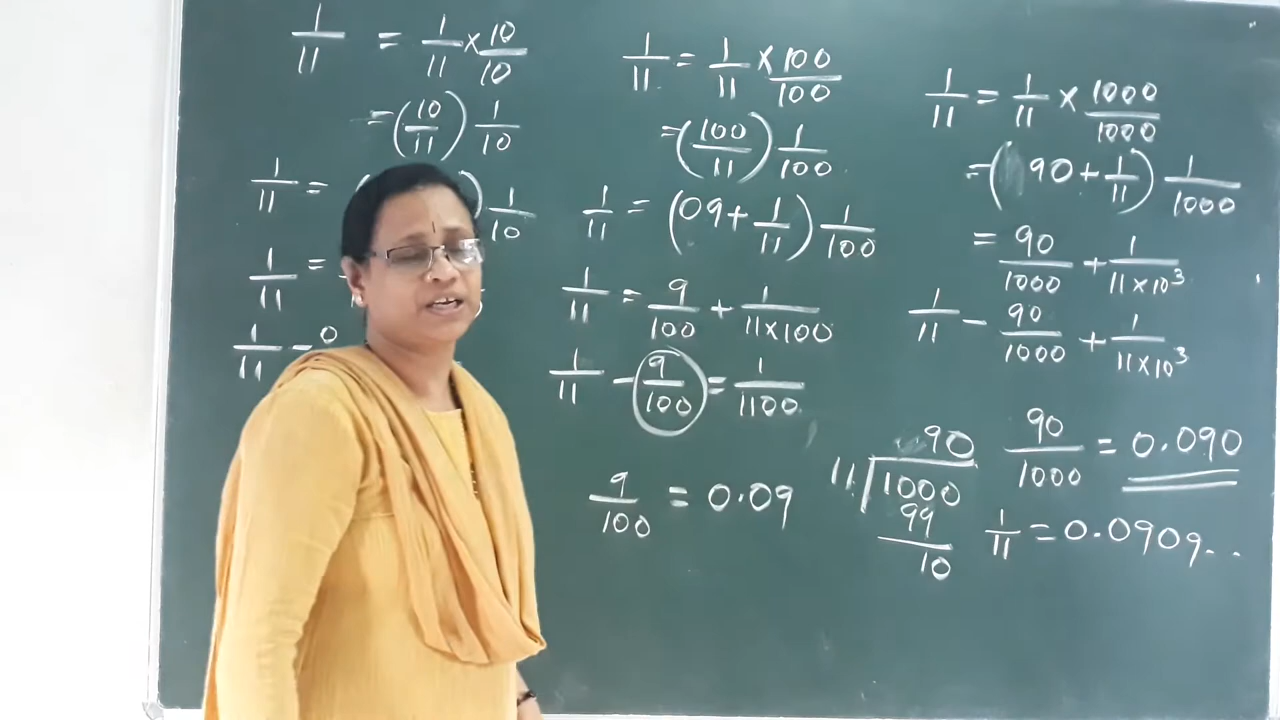 1/11 = 1/11 × 10/10
= (10/11) 1/10
1/11 = ( ) 1/10
1/11 =
1/11 - 0
1/11 = 1/11 × 100/100
= (100/11) 1/100
1/11 = (09 + 1/11) 1/100
1/11 = 9/100 + 1/11×100
1/11 - 9/100 = 1/1100
9/100 = 0.09
1/11 = 1/11 × 1000/1000
= (90 + 1/11) 1/1000
= 90/1000 + 1/11×10³
1/11 - 90/1000 + 1/11×10³
90
11 1000
99
10
90/1000 = 0.090
1/11 = 0.0909..